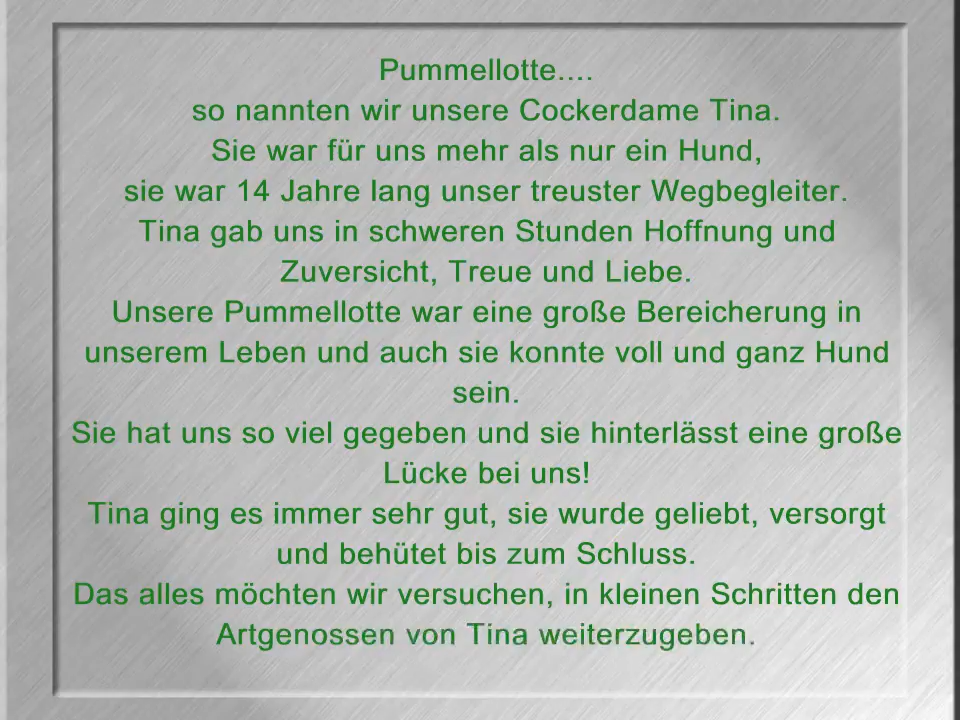 Pummellotte....
so nannten wir unsere Cockerdame Tina.
Sie war für uns mehr als nur ein Hund,
sie war 14 Jahre lang unser treuster Wegbegleiter.
Tina gab uns in schweren Stunden Hoffnung und
Zuversicht, Treue und Liebe.
Unsere Pummellotte war eine große Bereicherung in
unserem Leben und auch sie konnte voll und ganz Hund
sein.
Sie hat uns so viel gegeben und sie hinterlässt eine große
Lücke bei uns!
Tina ging es immer sehr gut, sie wurde geliebt, versorgt
und behütet bis zum Schluss.
Das alles möchten wir versuchen, in kleinen Schritten den
Artgenossen von Tina weiterzugeben.